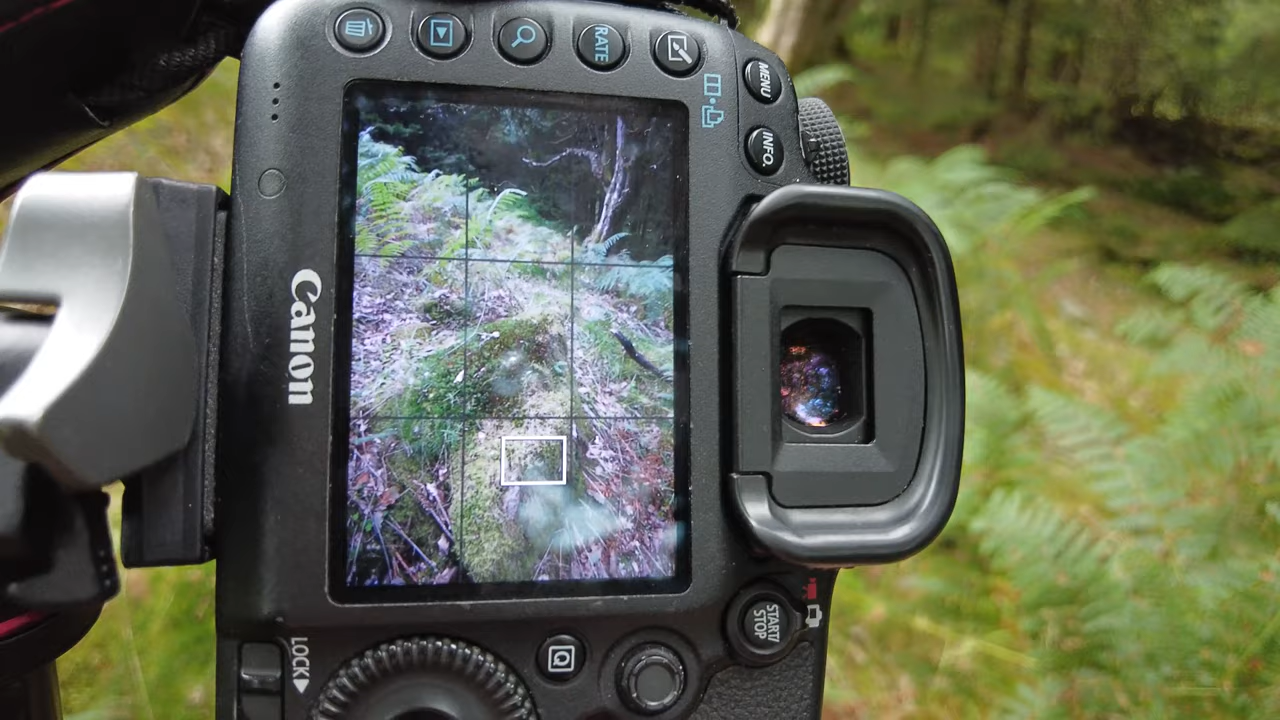 RATE
MENU
INFO.
Canon
START/
STOP
LOCK
Q